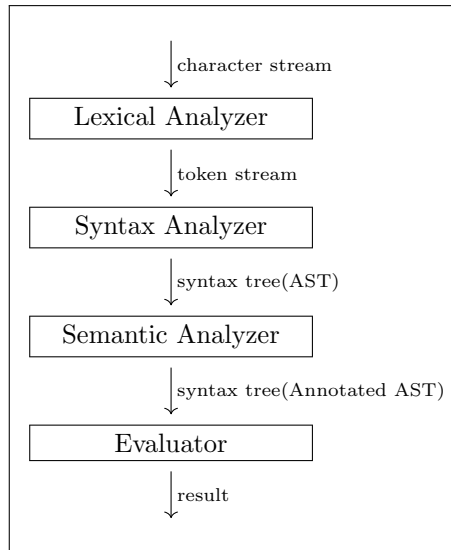 character stream
Lexical Analyzer
token stream
Syntax Analyzer
syntax tree(AST)
Semantic Analyzer
syntax tree(Annotated AST)
Evaluator
result